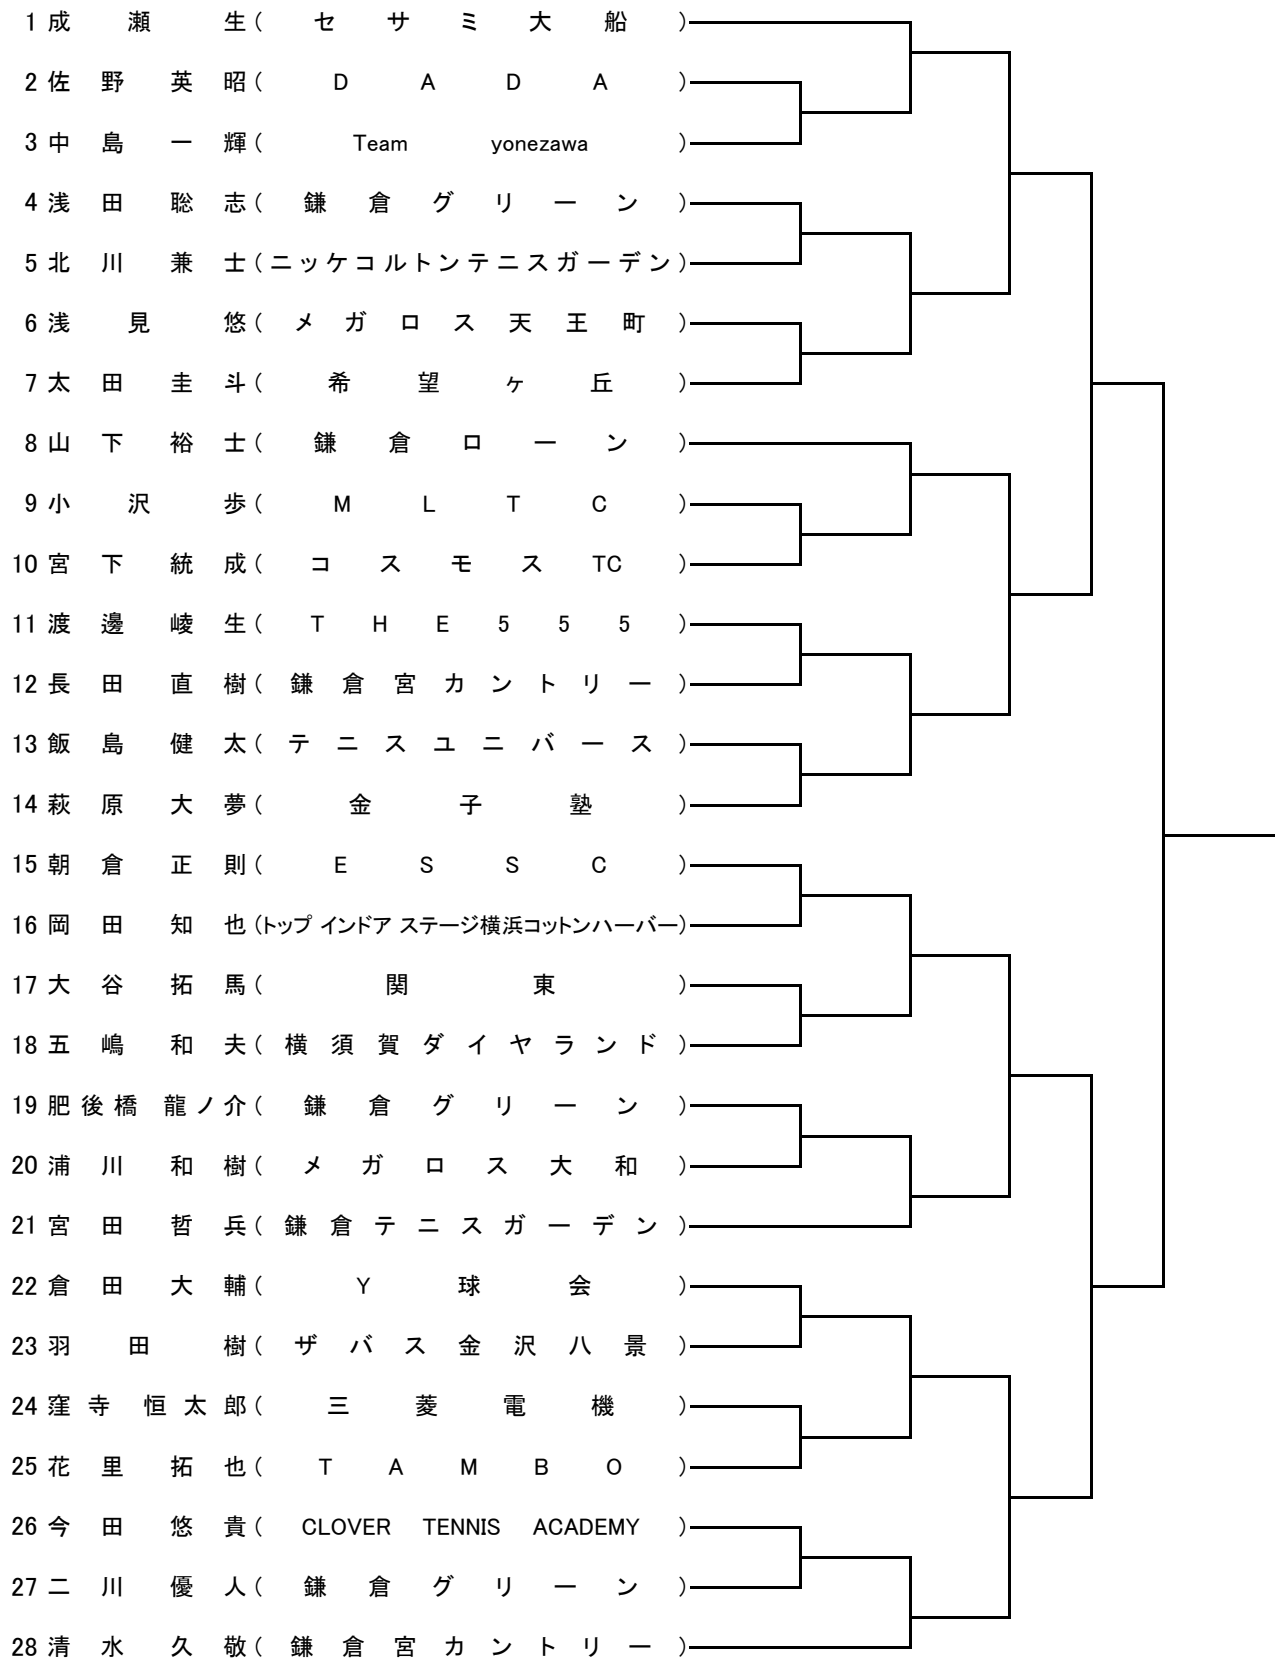 1 成瀬 生 (セサミ大船)
2 佐野 英昭 (DADA)
3 中島 一輝 (Team yonezawa)
4 浅田 聡志 (鎌倉グリーン)
5 北川 兼士 (ニッケコルトンテニスガーデン)
6 浅見 悠 (メガロス天王町)
7 太田 圭斗 (希望ヶ丘)
8 山下 裕士 (鎌倉ローン)
9 小沢 歩 (MLTC)
10 宮下 統成 (コスモスTC)
11 渡邊 崚生 (THE555)
12 長田 直樹 (鎌倉宮カントリー)
13 飯島 健太 (テニスユニバース)
14 萩原 大夢 (金子塾)
15 朝倉 正則 (ESSC)
16 岡田 知也 (トップ インドア ステージ横浜コットンハーバー)
17 大谷 拓馬 (関東)
18 五嶋 和夫 (横須賀ダイヤランド)
19 肥後橋 龍ノ介 (鎌倉グリーン)
20 浦川 和樹 (メガロス大和)
21 宮田 哲兵 (鎌倉テニスガーデン)
22 倉田 大輔 (Y球会)
23 羽田 樹 (ザバス金沢八景)
24 窪寺 恒太郎 (三菱電機)
25 花里 拓也 (TAMBO)
26 今田 悠貴 (CLOVER TENNIS ACADEMY)
27 二川 優人 (鎌倉グリーン)
28 清水 久敬 (鎌倉宮カントリー)